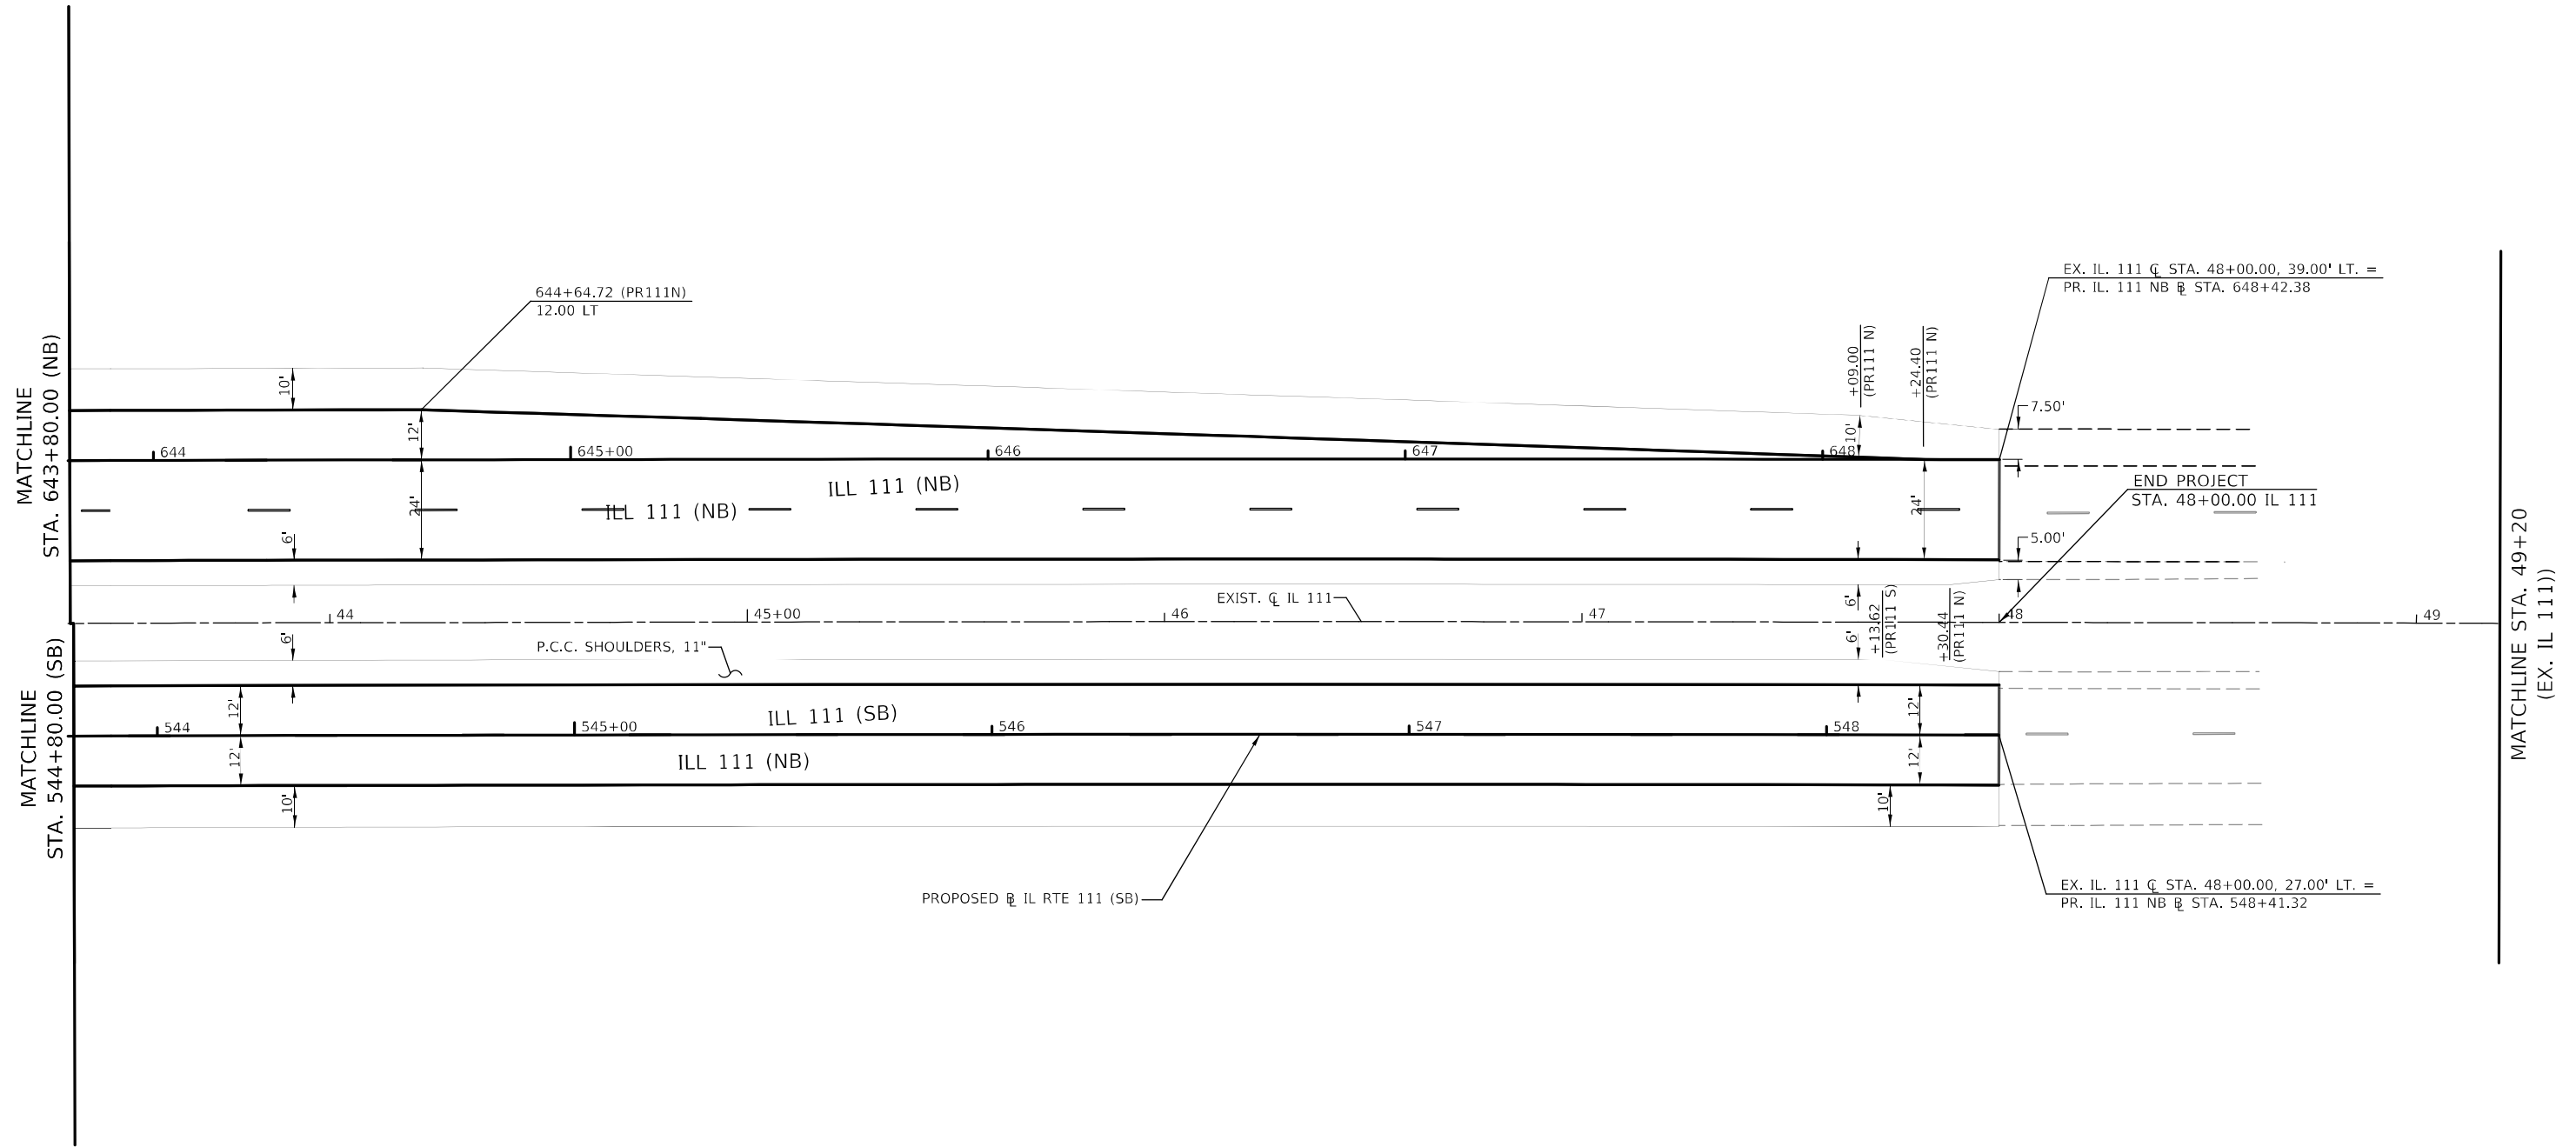 MATCHLINE
STA. 643+80.00 (NB)
MATCHLINE
STA. 544+80.00 (SB)
644+64.72 (PR111N)
12.00 LT
EX. IL. 111 ℄ STA. 48+00.00, 39.00' LT. =
PR. IL. 111 NB B̲L STA. 648+42.38
+09.00
(PR111 N)
+24.40
(PR111 N)
10'
12'
10'
7.50'
644
645+00
646
647
648
ILL 111 (NB)
ILL 111 (NB)
24'
24'
END PROJECT
STA. 48+00.00 IL 111
6'
5.00'
EXIST. ℄ IL 111
6'
+13.62
(PR111 S)
+30.44
(PR111 N)
44
45+00
46
47
48
49
6'
6'
P.C.C. SHOULDERS, 11"
12'
12'
ILL 111 (SB)
544
545+00
546
547
548
12'
12'
ILL 111 (NB)
10'
10'
PROPOSED BL IL RTE 111 (SB)
EX. IL. 111 ℄ STA. 48+00.00, 27.00' LT. =
PR. IL. 111 NB BL STA. 548+41.32
MATCHLINE STA. 49+20
(EX. IL 111))